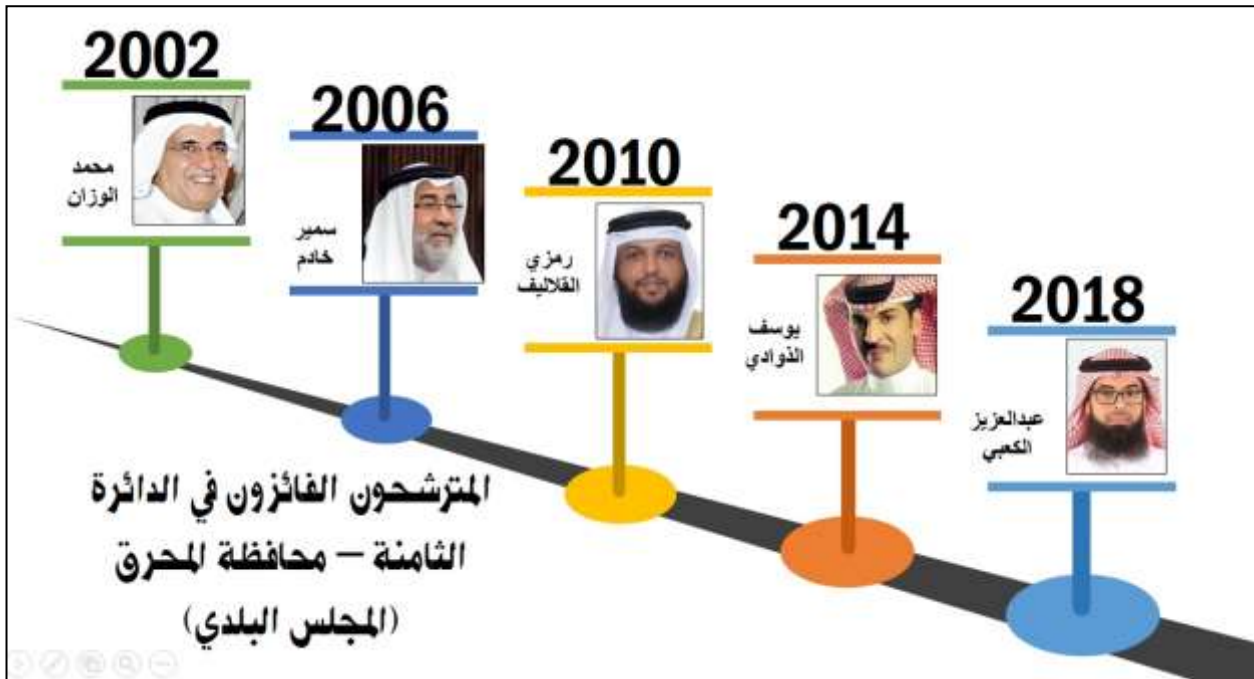 2002
محمد
الوزان
2006
سمير
خادم
2010
رمزي
القلاليف
2014
يوسف
الذوادي
2018
عبدالعزيز
الكعبي
المترشحون الفائزون في الدائرة
الثامنة – محافظة المحرق
(المجلس البلدي)